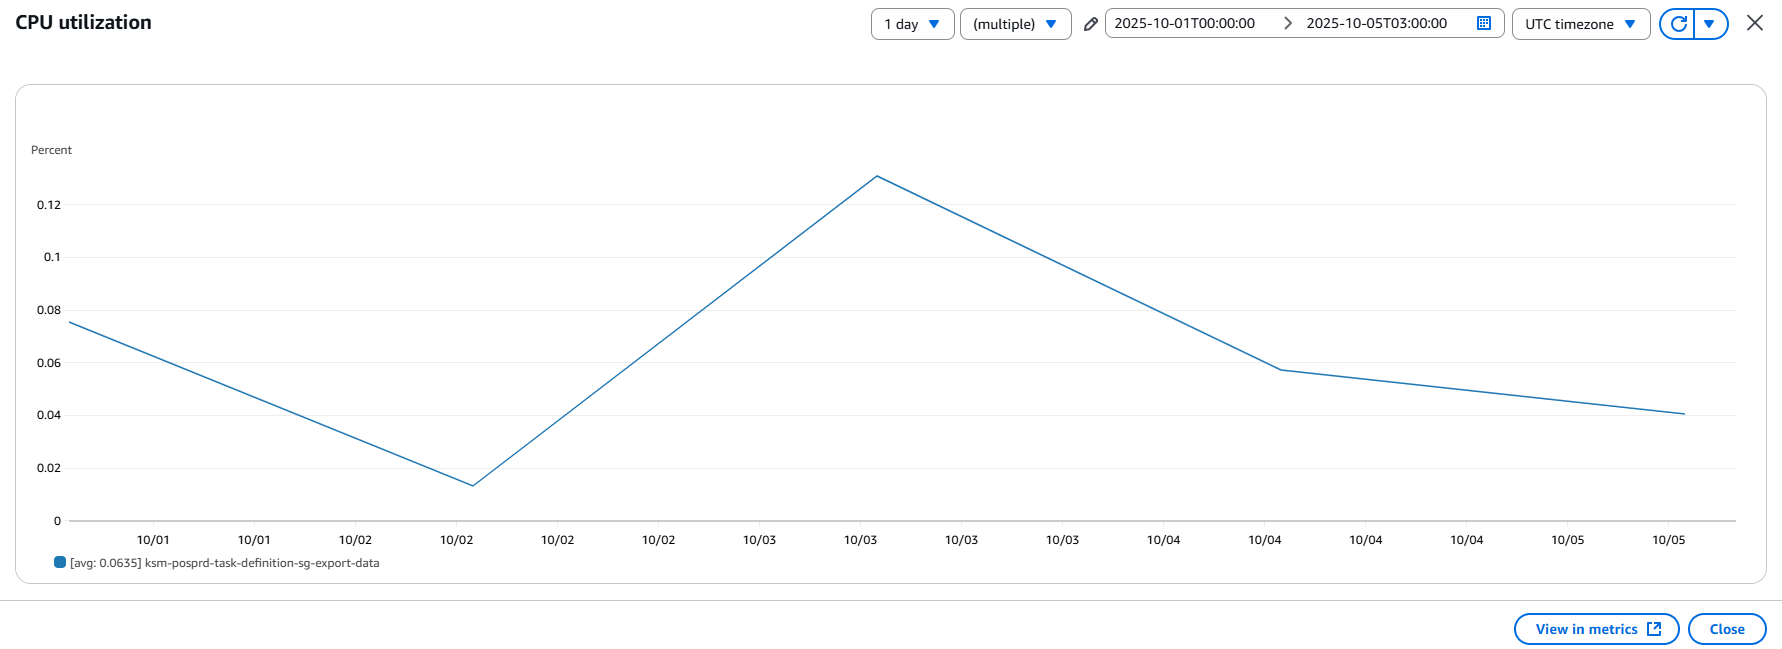 CPU utilization
1 day
(multiple)
2025-10-01T00:00:00
2025-10-05T03:00:00
UTC timezone
Percent
0.12
0.1
0.08
0.06
0.04
0.02
0
10/01 10/01 10/02 10/02 10/02 10/02 10/03 10/03 10/03 10/03 10/04 10/04 10/04 10/04 10/05 10/05
[avg: 0.0635] ksm-posprd-task-definition-sg-export-data
View in metrics
Close